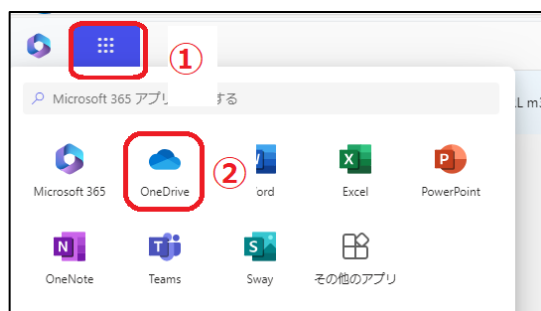 ①
Microsoft 365 アプ する
L m3
Microsoft 365 OneDrive ② ord Excel PowerPoint
OneNote Teams Sway その他のアプリ